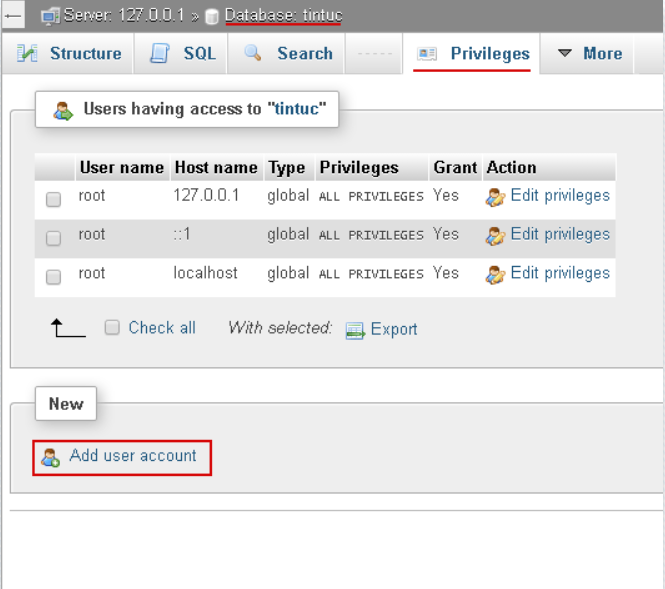 Server: 127.0.0.1 » Database: tintuc
Structure SQL Search Privileges More
Users having access to "tintuc"
User name Host name Type Privileges Grant Action
root 127.0.0.1 global ALL PRIVILEGES Yes Edit privileges
root ::1 global ALL PRIVILEGES Yes Edit privileges
root localhost global ALL PRIVILEGES Yes Edit privileges
Check all With selected: Export
New
Add user account